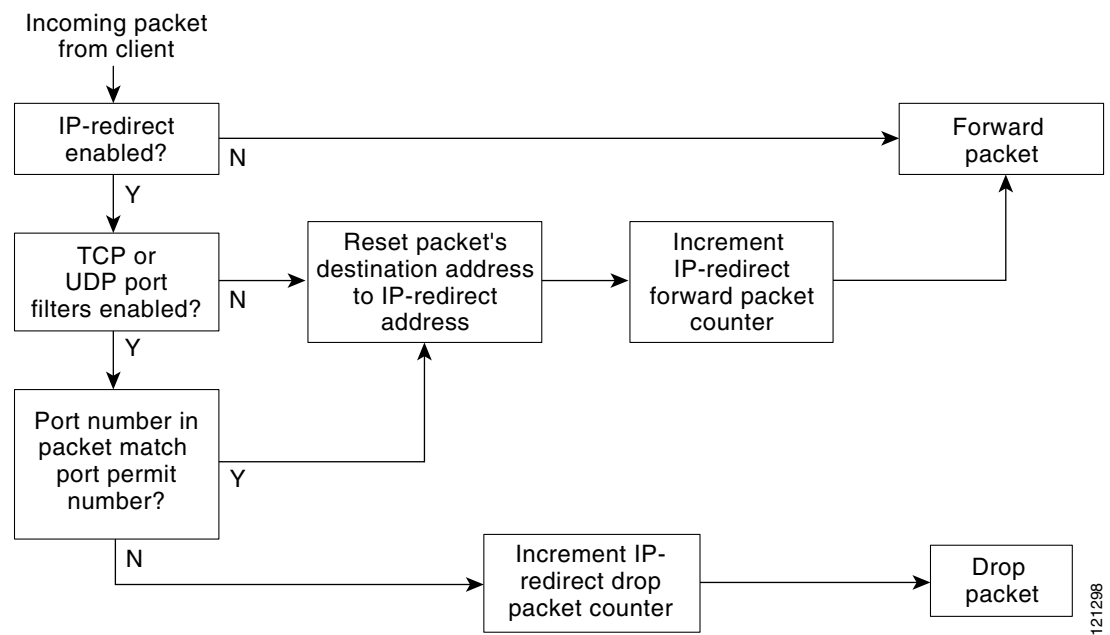 Incoming packet
from client
IP-redirect
enabled?
N
Forward
packet
Y
TCP or
UDP port
filters enabled?
N
Reset packet's
destination address
to IP-redirect
address
Increment
IP-redirect
forward packet
counter
Y
Port number in
packet match
port permit
number?
Y
N
Increment IP-
redirect drop
packet counter
Drop
packet
121298